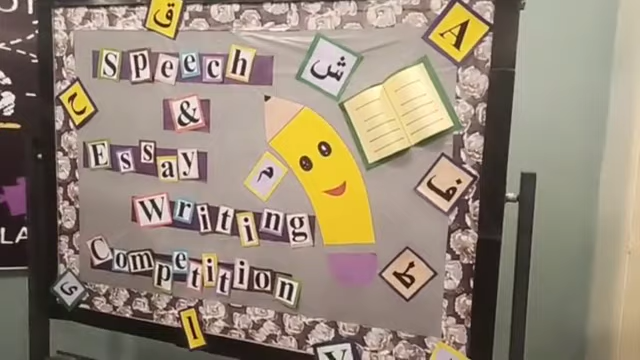 ق
A
Speech
ش
ح
&
Essay
م
ف
Writing
Competition
ط
ى
ا
Y